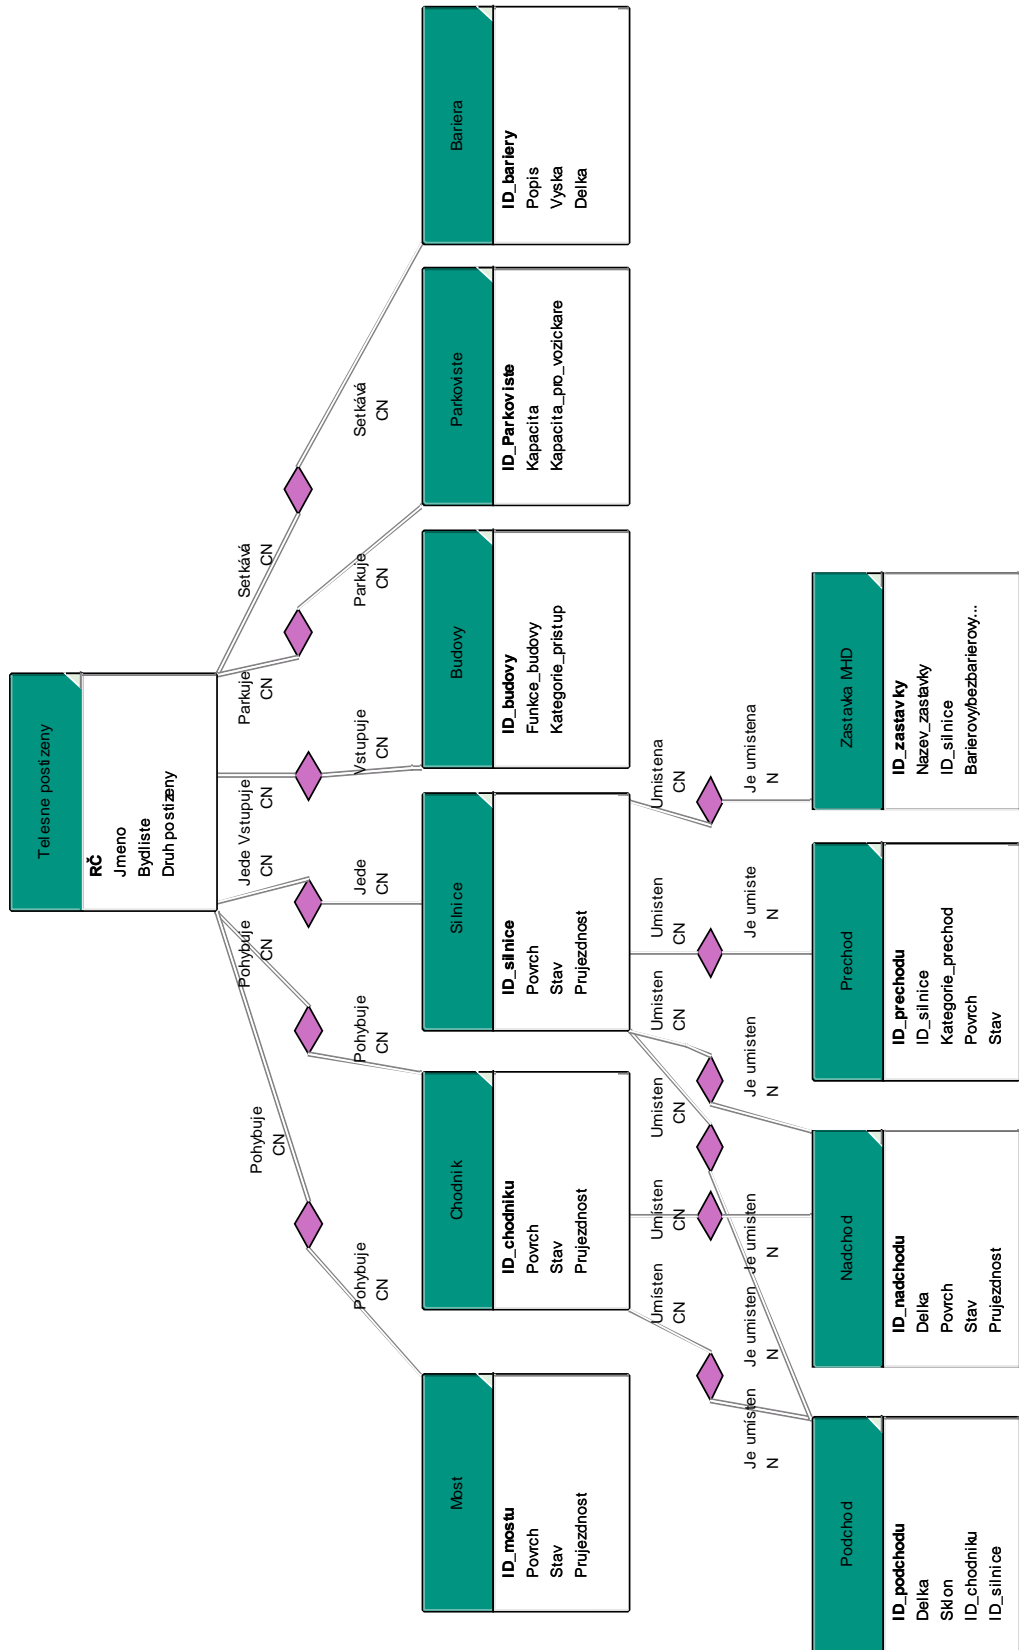 Telesne postizeny
RČ
Jmeno
Bydliste
Druh postizeny
Pohybuje
CN
Pohybuje
CN
Jede
CN
Vstupuje
CN
Parkuje
CN
Setkává
CN
Pohybuje
CN
Pohybuje
CN
Jede
CN
Vstupuje
CN
Parkuje
CN
Setkává
CN
Most
ID_mostu
Povrch
Stav
Prujezdnost
Chodnik
ID_chodniku
Povrch
Stav
Prujezdnost
Silnice
ID_silnice
Povrch
Stav
Prujezdnost
Budovy
ID_budovy
Funkce_budovy
Kategorie_pristup
Parkoviste
ID_Parkoviste
Kapacita
Kapacita_pro_vozickare
Bariera
ID_bariery
Popis
Vyska
Delka
Umísten
CN
Umísten
CN
Umisten
CN
Umisten
CN
Umisten
CN
Umistena
CN
Je umísten
N
Je umisten
N
Je umisten
N
Je umisten
N
Je umiste
N
Je umistena
N
Podchod
ID_podchodu
Delka
Sklon
ID_chodniku
ID_silnice
Nadchod
ID_nadchodu
Delka
Povrch
Stav
Prujezdnost
Prechod
ID_prechodu
ID_silnice
Kategorie_prechod
Povrch
Stav
Zastavka MHD
ID_zastavky
Nazev_zastavky
ID_silnice
Barierovy/bezbarierowy...